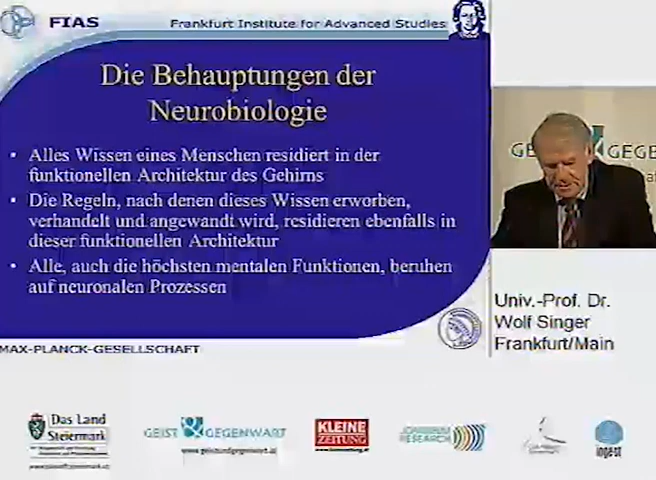 FIAS
Frankfurt Institute for Advanced Studies
Die Behauptungen der
Neurobiologie
• Alles Wissen eines Menschen residiert in der
funktionellen Architektur des Gehirns
• Die Regeln, nach denen dieses Wissen erworben,
verhandelt und angewandt wird, residieren ebenfalls in
dieser funktionellen Architektur
• Alle, auch die höchsten mentalen Funktionen, beruhen
auf neuronalen Prozessen
MAX-PLANCK-GESELLSCHAFT
GEGE
Univ.-Prof. Dr.
Wolf Singer
Frankfurt/Main
Das Land
Steiermark
GEIST & GEGENWART
www.geistundgegenwart.at
KLEINE
ZEITUNG
JOANNEUM
RESEARCH
ingest